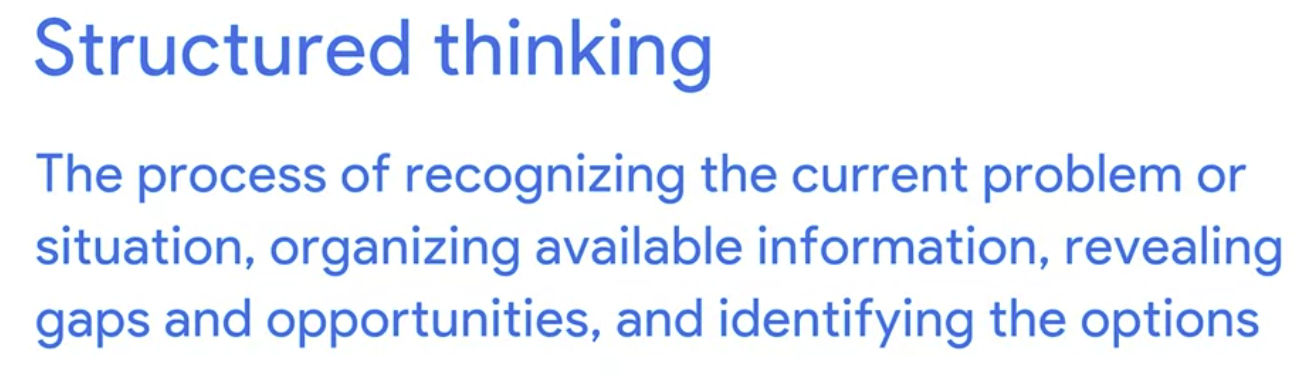 Structured thinking
The process of recognizing the current problem or
situation, organizing available information, revealing
gaps and opportunities, and identifying the options